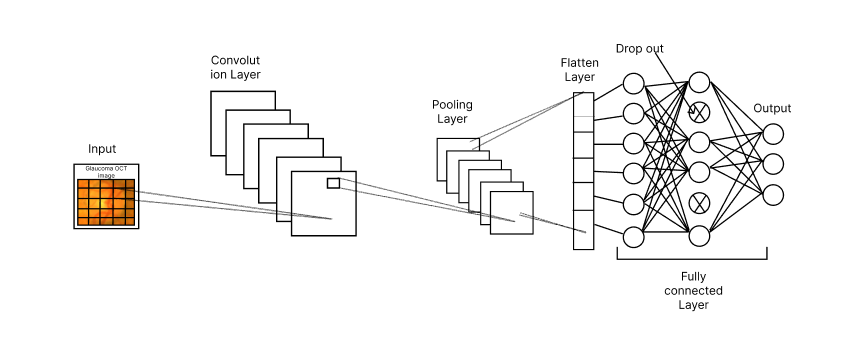 Input
Glaucoma OCT
image
Convolut
ion Layer
Pooling
Layer
Flatten
Layer
Drop out
Output
Fully
connected
Layer